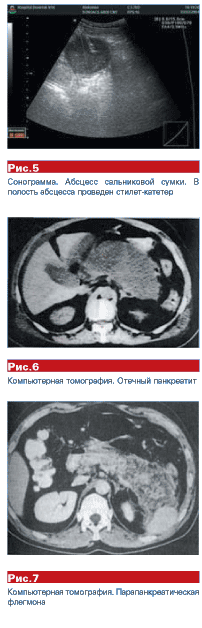 Рис.5
Сонограмма. Абсцесс сальниковой сумки. В
полость абсцесса проведен стилет-катетер
Рис.6
Компьютерная томография. Отечный панкреатит
Рис.7
Компьютерная томография. Парапанкреатическая
флегмона